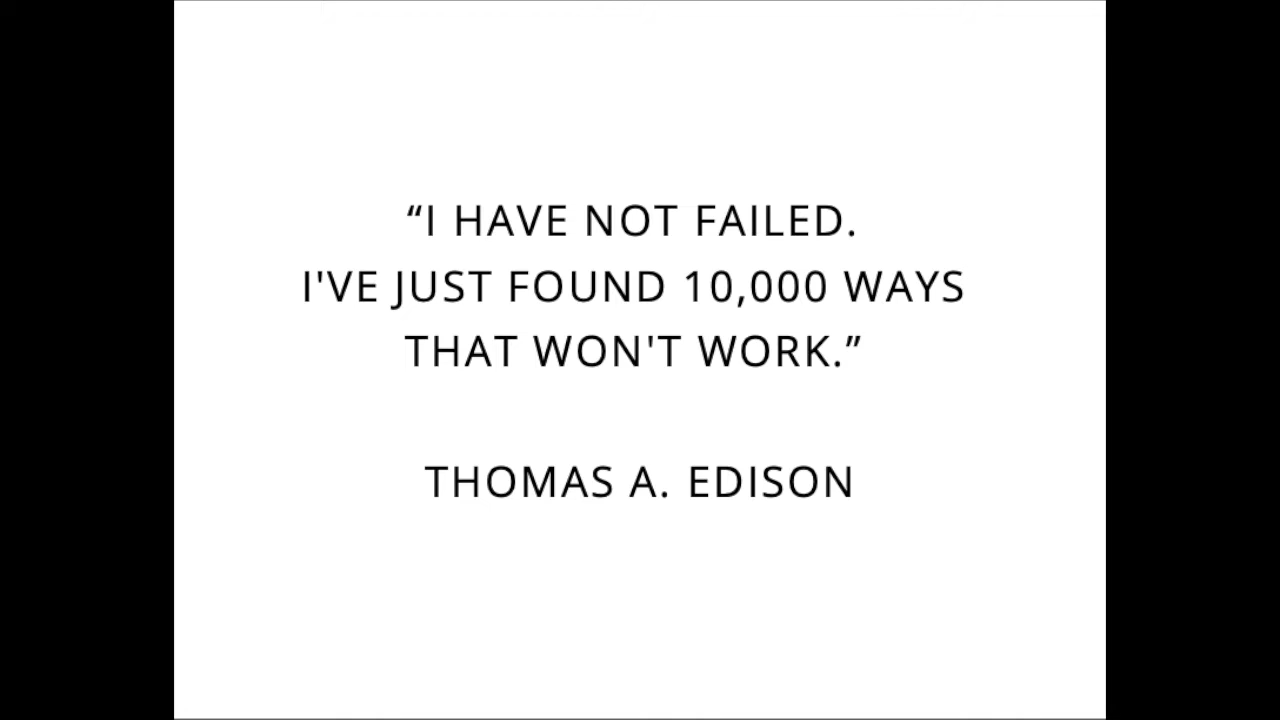 “I HAVE NOT FAILED.
I'VE JUST FOUND 10,000 WAYS
THAT WON'T WORK.”
THOMAS A. EDISON